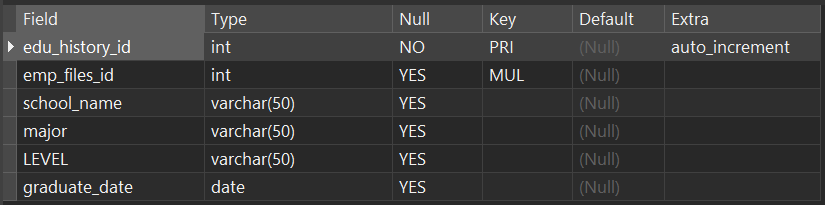 Field Type Null Key Default Extra
edu_history_id int NO PRI (Null) auto_increment
emp_files_id int YES MUL (Null)
school_name varchar(50) YES (Null)
major varchar(50) YES (Null)
LEVEL varchar(50) YES (Null)
graduate_date date YES (Null)